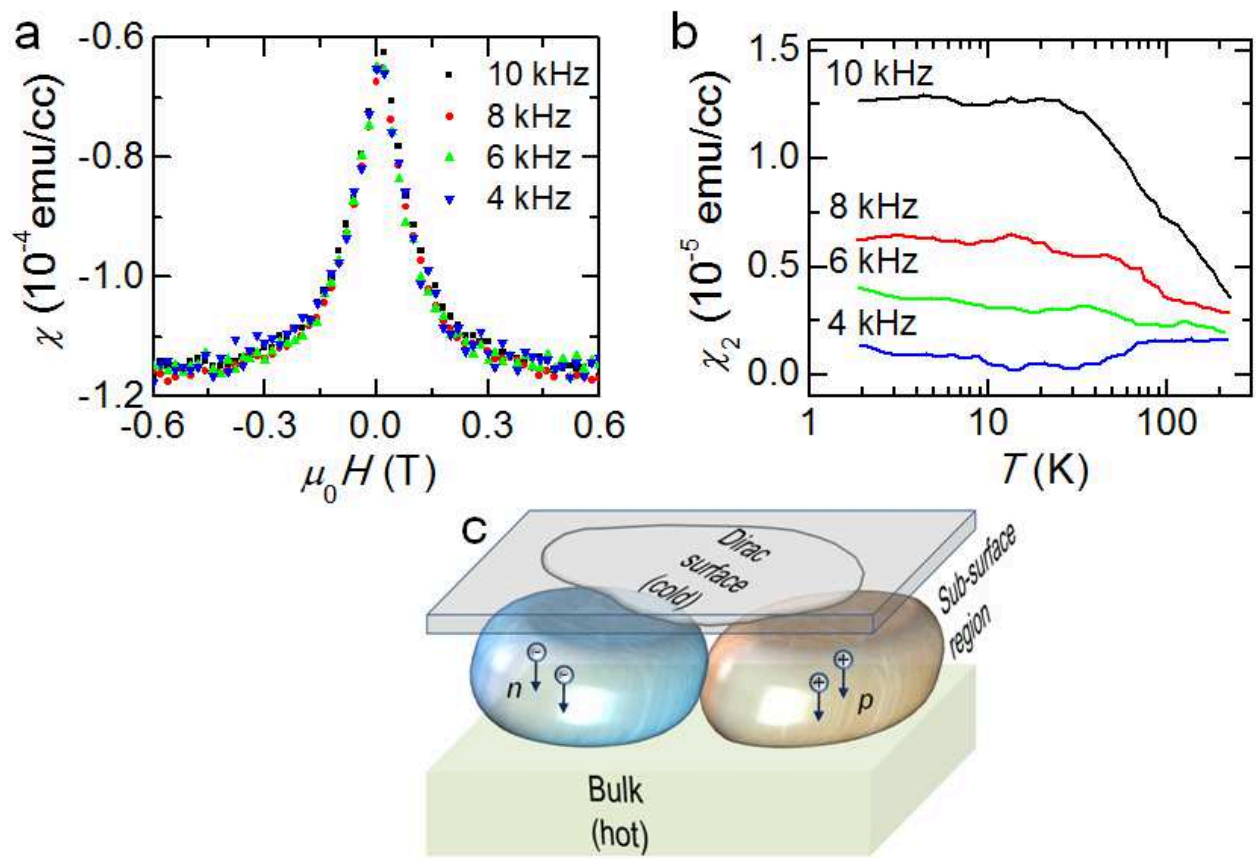 a
-0.6
-0.8
-1.0
-1.2
χ (10⁻⁴ emu/cc)
10 kHz
8 kHz
6 kHz
4 kHz
-0.6 -0.3 0.0 0.3 0.6
μ₀H (T)
b
1.5
1.0
0.5
0.0
χ₂ (10⁻⁵ emu/cc)
10 kHz
8 kHz
6 kHz
4 kHz
1 10 100
T (K)
c
Dirac
surface
(cold)
Sub-surface
region
n
p
Bulk
(hot)